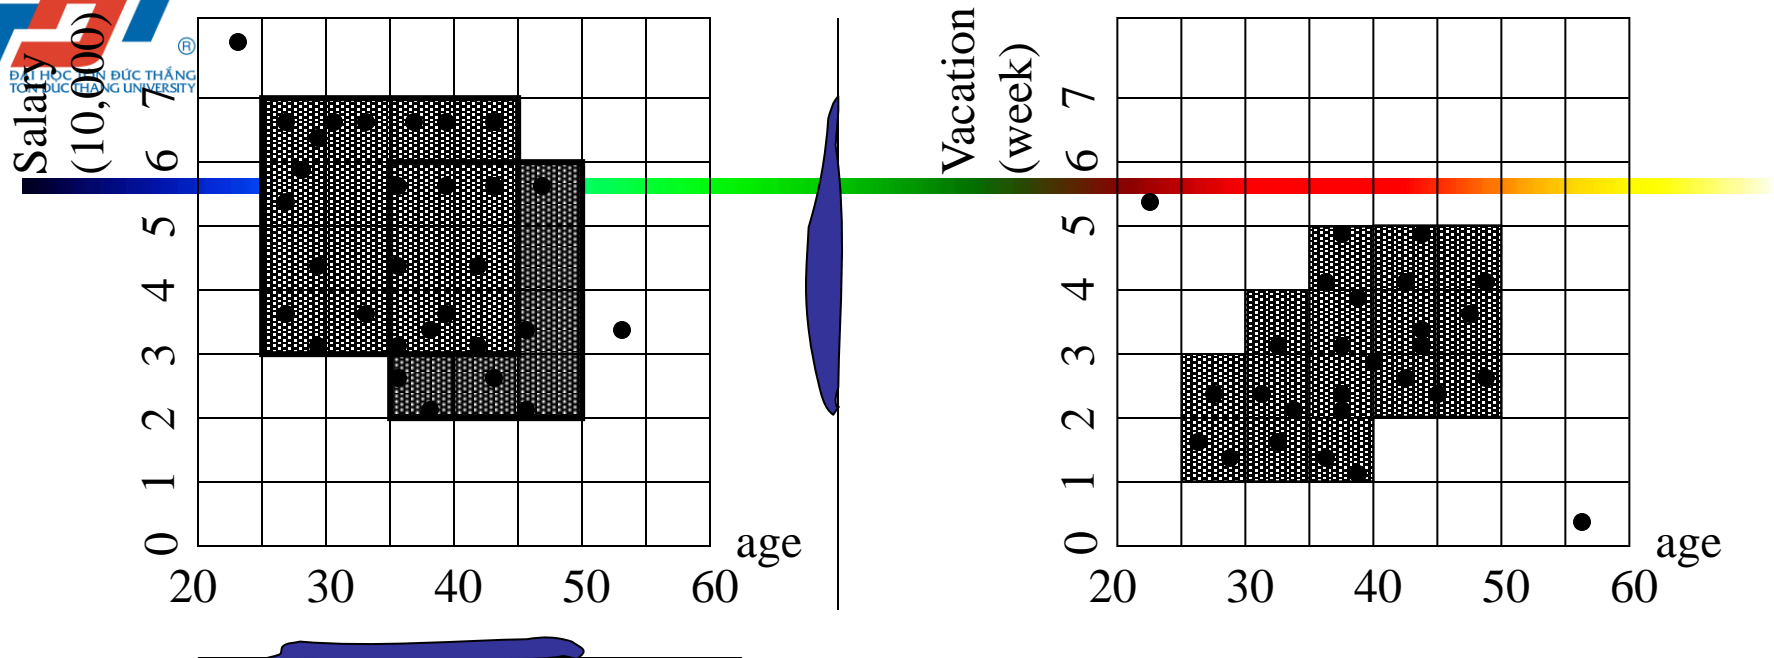 ®
ĐẠI HỌC TÔN ĐỨC THẮNG
TON DUC THANG UNIVERSITY
Salary
(10,000)
7
6
5
4
3
2
1
0
20 30 40 50 60
age
Vacation
(week)
7
6
5
4
3
2
1
0
20 30 40 50 60
age